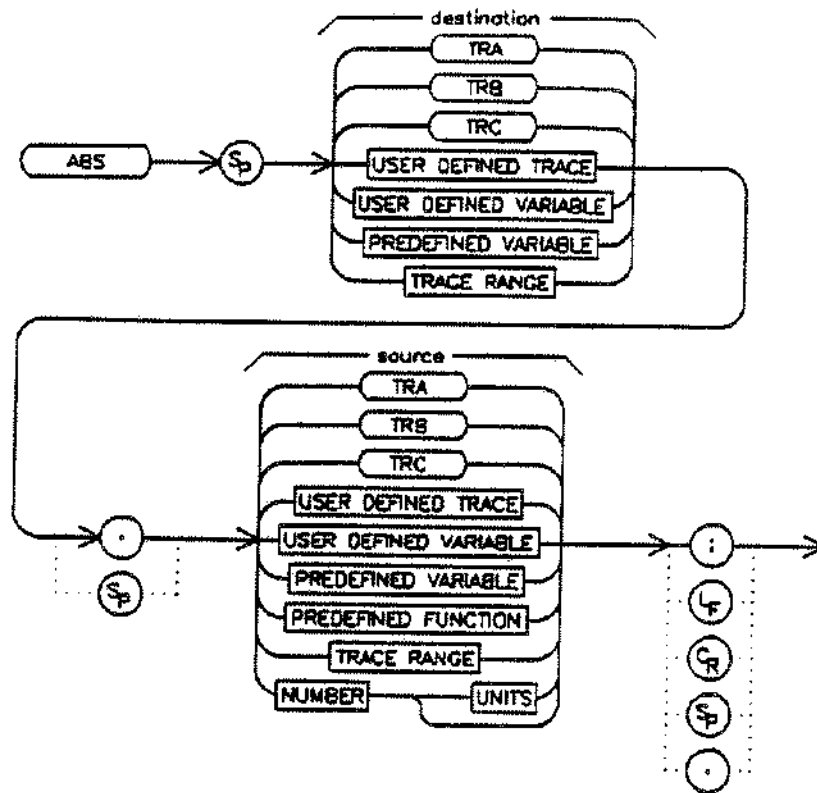 destination
TRA
TRB
TRC
ABS
SP
USER DEFINED TRACE
USER DEFINED VARIABLE
PREDEFINED VARIABLE
TRACE RANGE
source
TRA
TRB
TRC
USER DEFINED TRACE
,
USER DEFINED VARIABLE
;
SP
PREDEFINED VARIABLE
LF
PREDEFINED FUNCTION
TRACE RANGE
CR
NUMBER UNITS
SP
,